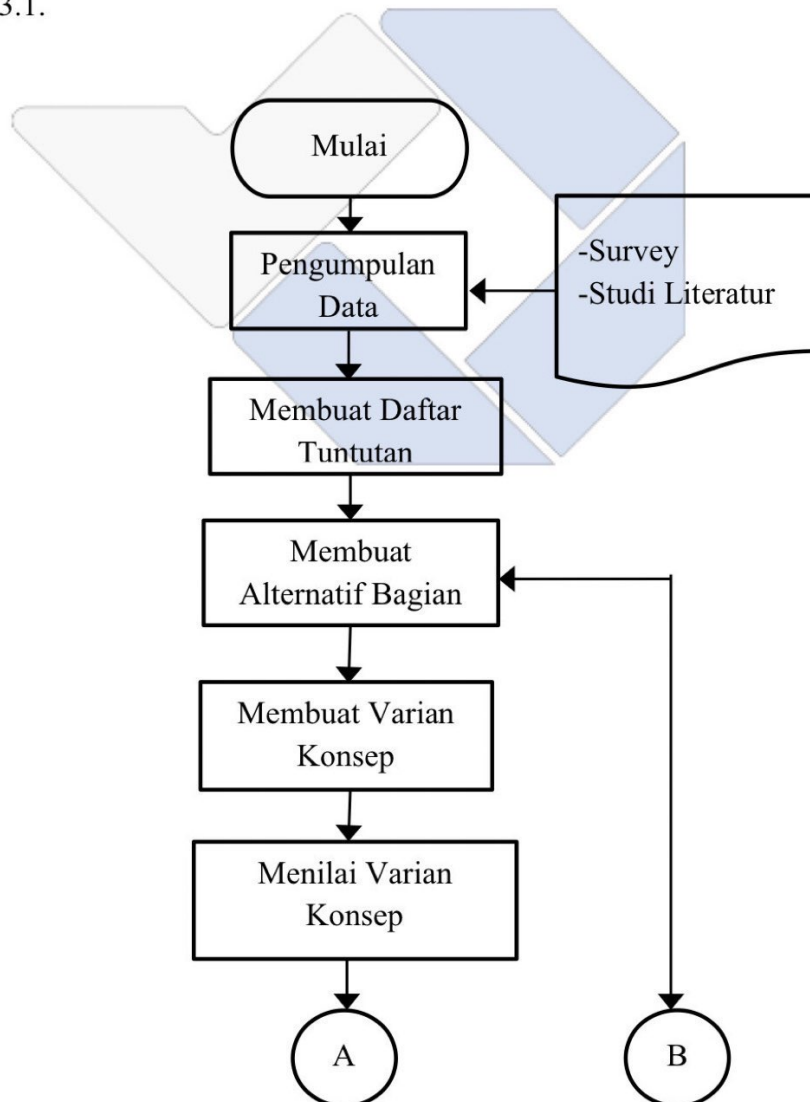 3.1.
Mulai
Pengumpulan
Data
-Survey
-Studi Literatur
Membuat Daftar
Tuntutan
Membuat
Alternatif Bagian
Membuat Varian
Konsep
Menilai Varian
Konsep
A
B